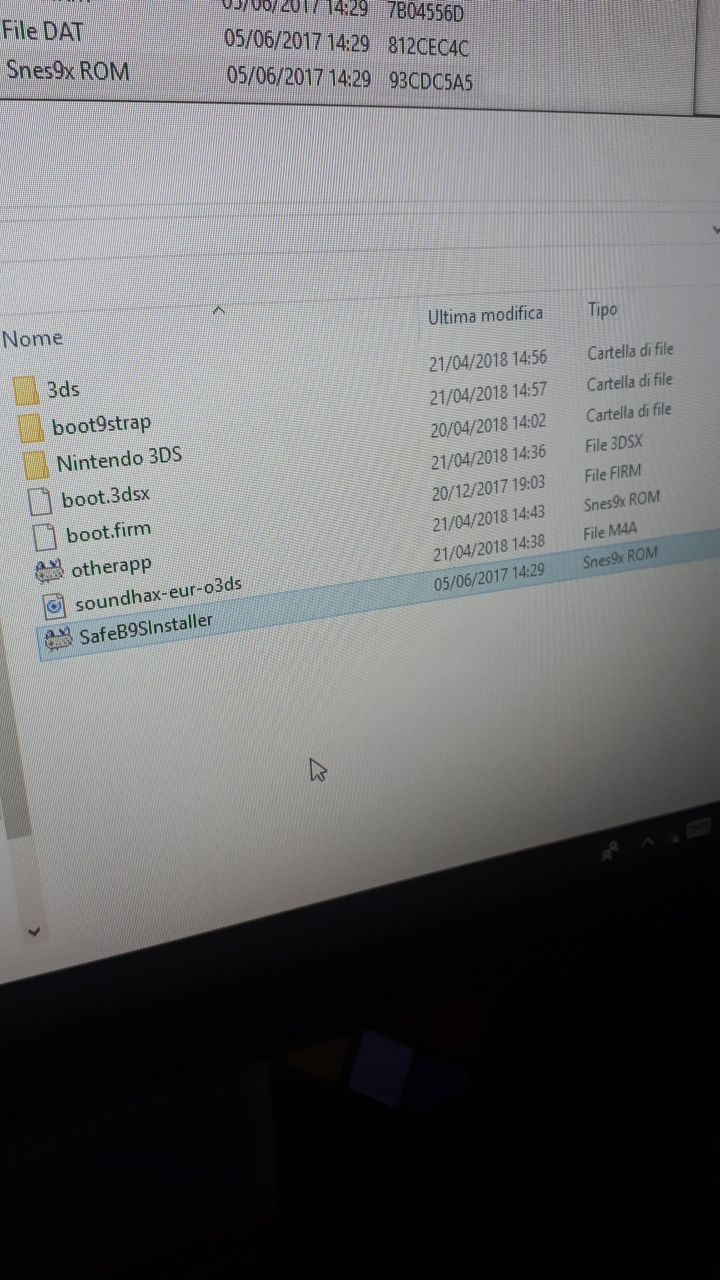 05/06/2017 14:29 7B04556D
File DAT 05/06/2017 14:29 812CEC4C
Snes9x ROM 05/06/2017 14:29 93CDC5A5
Nome Ultima modifica Tipo
3ds 21/04/2018 14:56 Cartella di file
boot9strap 21/04/2018 14:57 Cartella di file
Nintendo 3DS 20/04/2018 14:02 Cartella di file
boot.3dsx 21/04/2018 14:36 File 3DSX
boot.firm 20/12/2017 19:03 File FIRM
otherapp 21/04/2018 14:43 Snes9x ROM
soundhax-eur-o3ds 21/04/2018 14:38 File M4A
SafeB9SInstaller 05/06/2017 14:29 Snes9x ROM